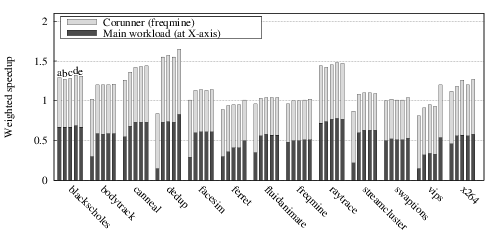 2
1.5
1
0.5
0
Weighted speedup
Corunner (freqmine)
Main workload (at X-axis)
abcde
blackscholes
bodytrack
canneal
dedup
facesim
ferret
fluidanimate
freqmine
raytrace
streamcluster
swaptions
vips
x264